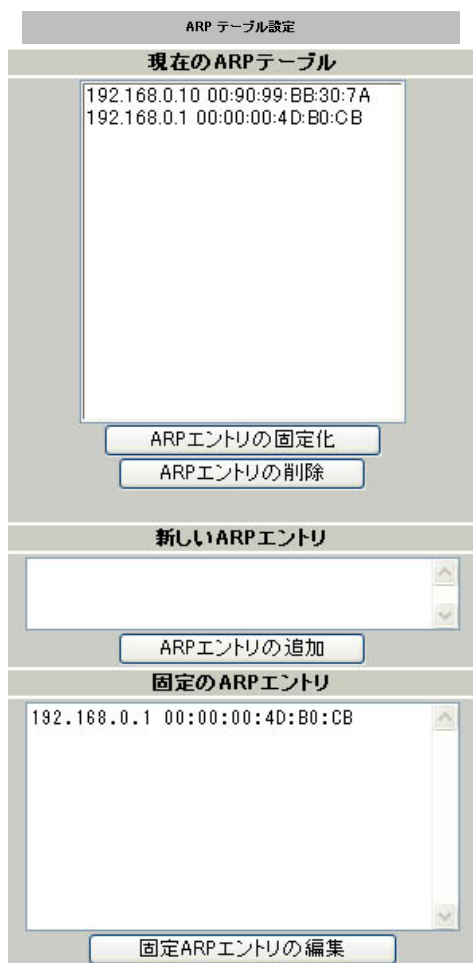 ARP テーブル設定
現在のARPテーブル
192.168.0.10 00:90:99:BB:30:7A
192.168.0.1 00:00:00:4D:B0:CB
ARPエントリの固定化
ARPエントリの削除
新しいARPエントリ
ARPエントリの追加
固定のARPエントリ
192.168.0.1 00:00:00:4D:B0:CB
固定ARPエントリの編集